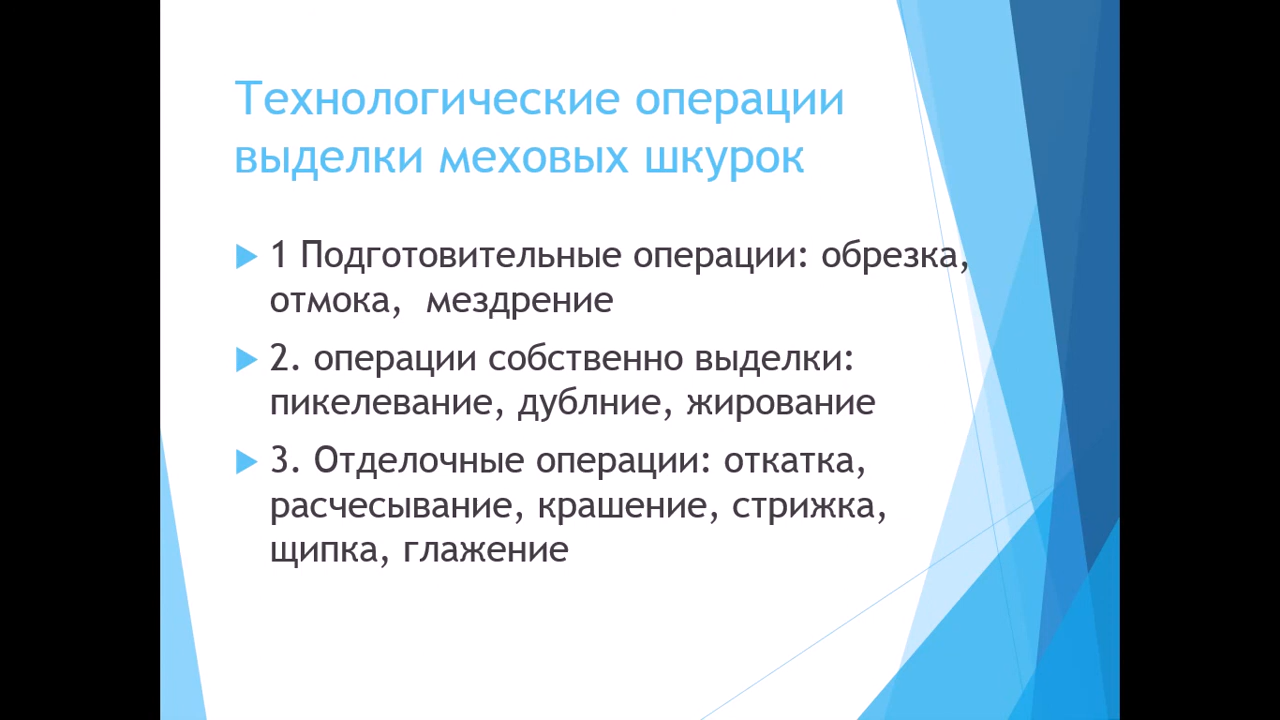 Технологические операции
выделки меховых шкурок
1 Подготовительные операции: обрезка,
отмока, мездрение
2. операции собственно выделки:
пикелевание, дублние, жирование
3. Отделочные операции: откатка,
расчесывание, крашение, стрижка,
щипка, глажение